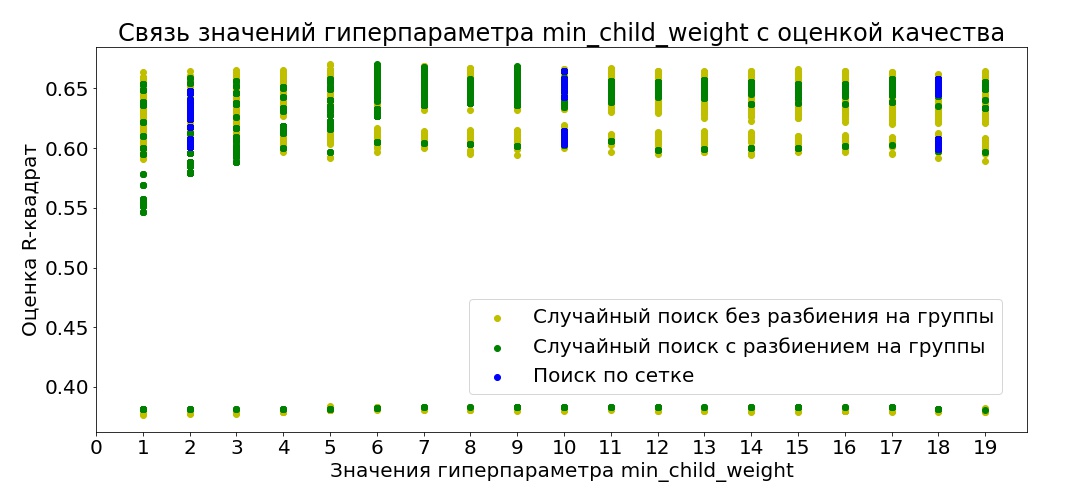 Связь значений гиперпараметра min_child_weight с оценкой качества
Оценка R-квадрат
0.65
0.60
0.55
0.50
0.45
0.40
Случайный поиск без разбиения на группы
Случайный поиск с разбиением на группы
Поиск по сетке
0 1 2 3 4 5 6 7 8 9 10 11 12 13 14 15 16 17 18 19
Значения гиперпараметра min_child_weight